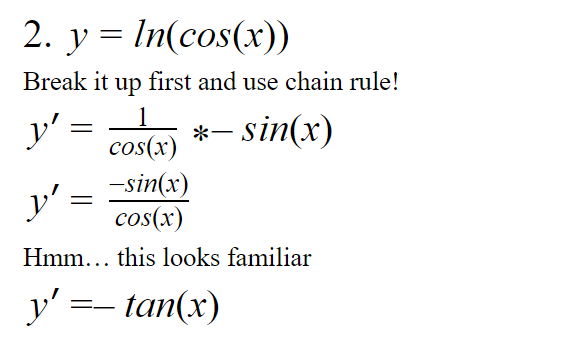 2. y = ln(cos(x))
Break it up first and use chain rule!
y′ = 1/cos(x) *− sin(x)
y′ = −sin(x)/cos(x)
Hmm… this looks familiar
y′ =− tan(x)